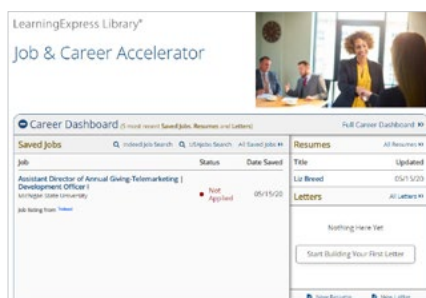 LearningExpress Library®
Job & Career Accelerator
Career Dashboard (5 most recent Saved Jobs, Resumes and Letters)
Full Career Dashboard »
Saved Jobs
Indeed Job Search
USAJobs Search
All Saved Jobs »
Job
Status
Date Saved
Assistant Director of Annual Giving-Telemarketing |
Development Officer I
Michigan State University
Not
Applied
05/15/20
Job listing from Indeed
Resumes
All Resumes »
Title
Updated
Liz Breed
05/15/20
Letters
All Letters »
Nothing Here Yet
Start Building Your First Letter
New Resume
New Letter